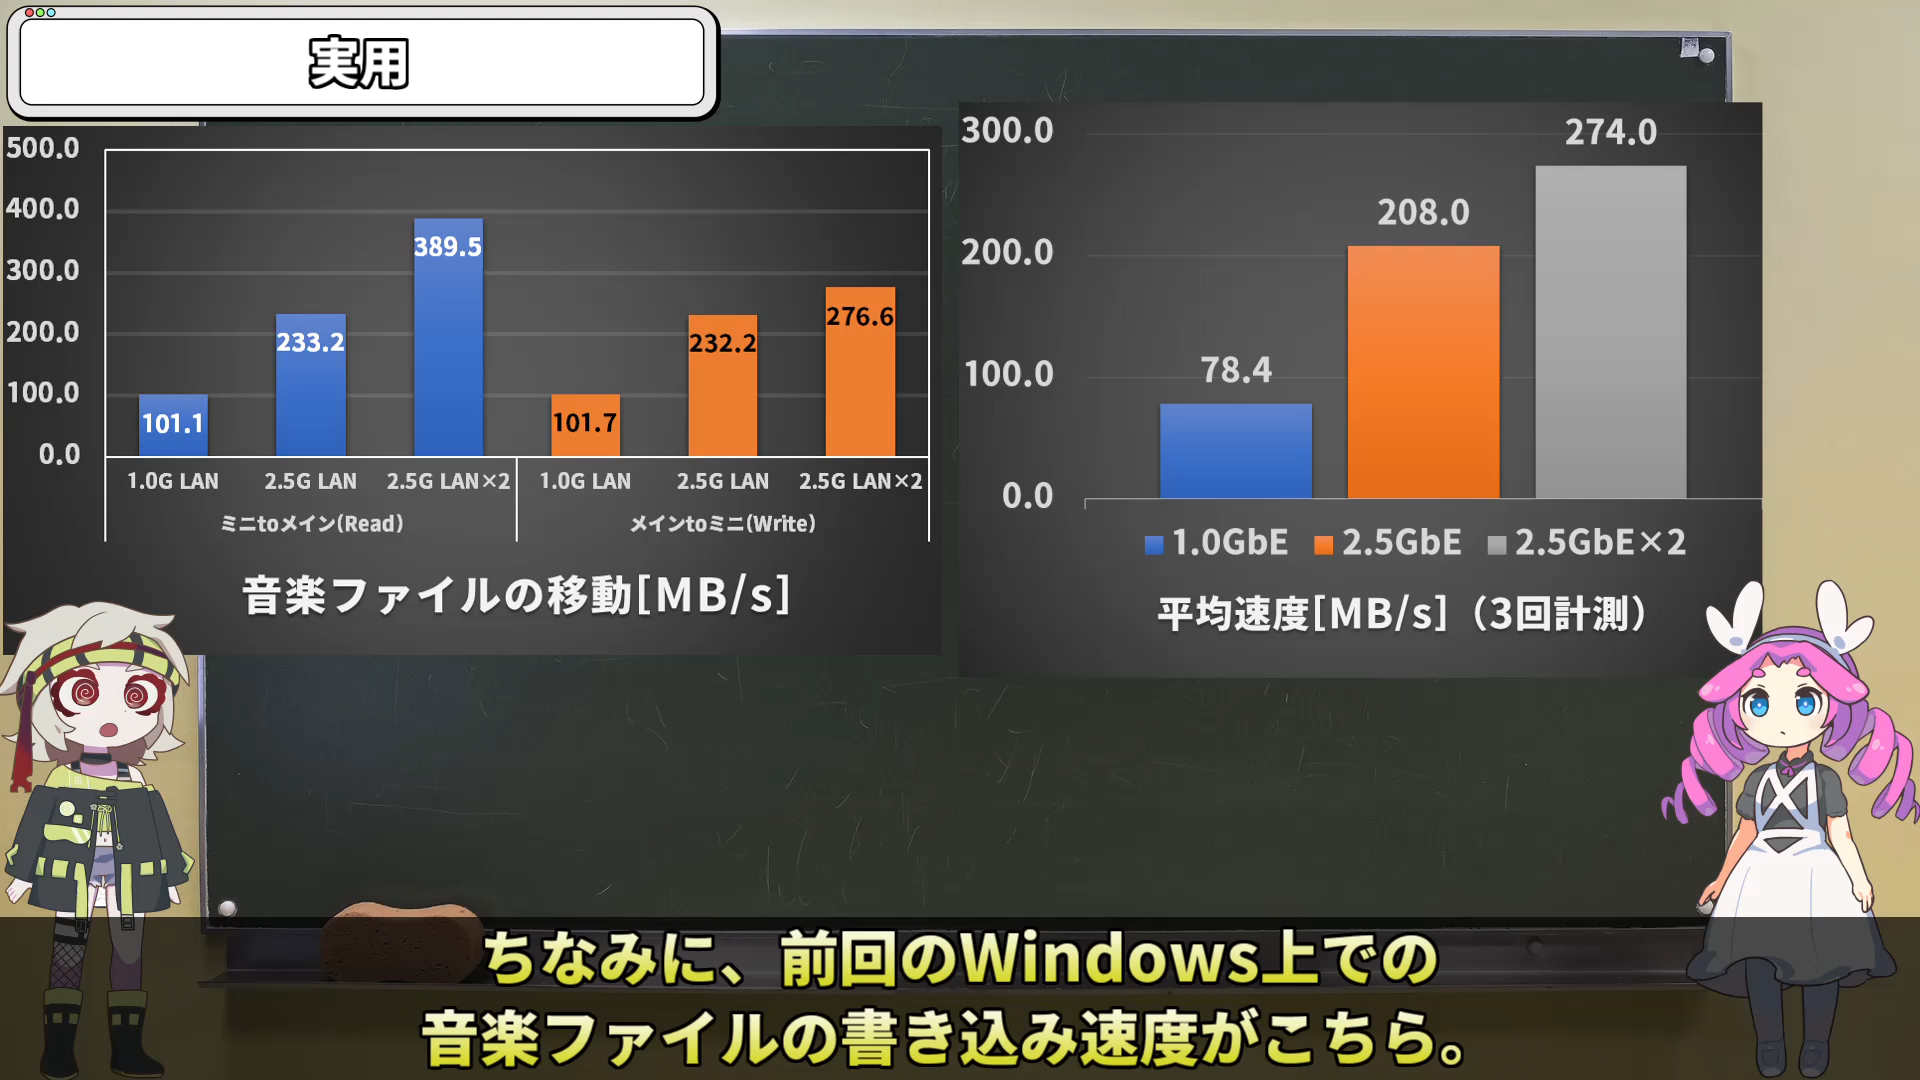 実用
500.0
400.0
300.0
200.0
100.0
0.0
101.1
233.2
389.5
101.7
232.2
276.6
1.0G LAN
2.5G LAN
2.5G LAN×2
1.0G LAN
2.5G LAN
2.5G LAN×2
ミニtoメイン(Read)
メインtoミニ(Write)
音楽ファイルの移動[MB/s]
300.0
200.0
100.0
0.0
78.4
208.0
274.0
1.0GbE
2.5GbE
2.5GbE×2
平均速度[MB/s]（3回計測）
ちなみに、前回のWindows上での
音楽ファイルの書き込み速度がこちら。